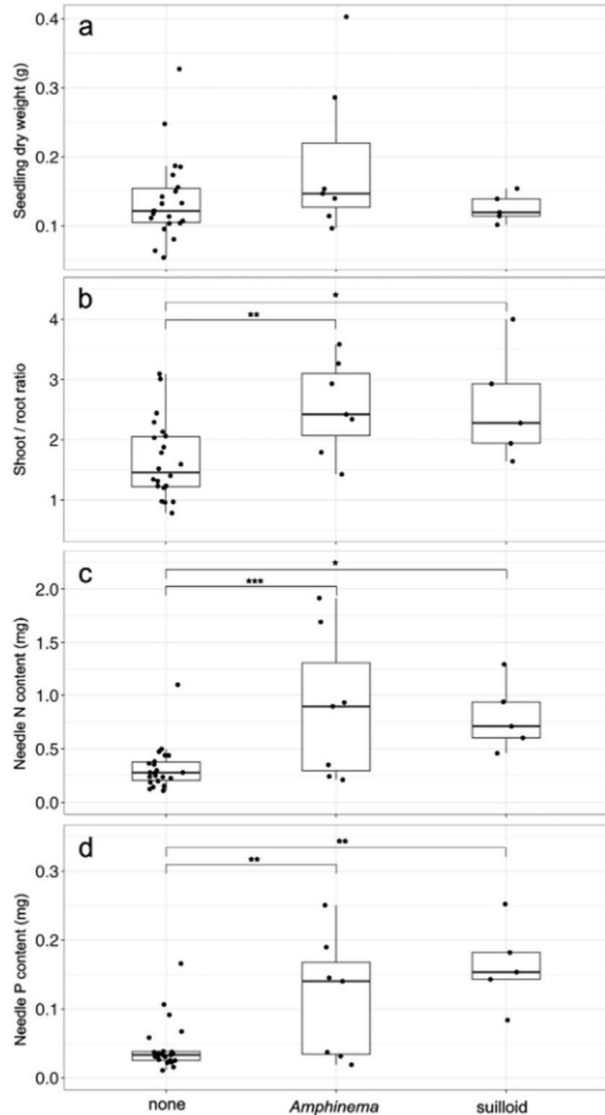 a
Seedling dry weight (g)
0.4
0.3
0.2
0.1
b
Shoot / root ratio
*
**
4
3
2
1
c
Needle N content (mg)
*
***
2.0
1.5
1.0
0.5
0.0
d
Needle P content (mg)
**
**
0.3
0.2
0.1
0.0
none Amphinema suilloid